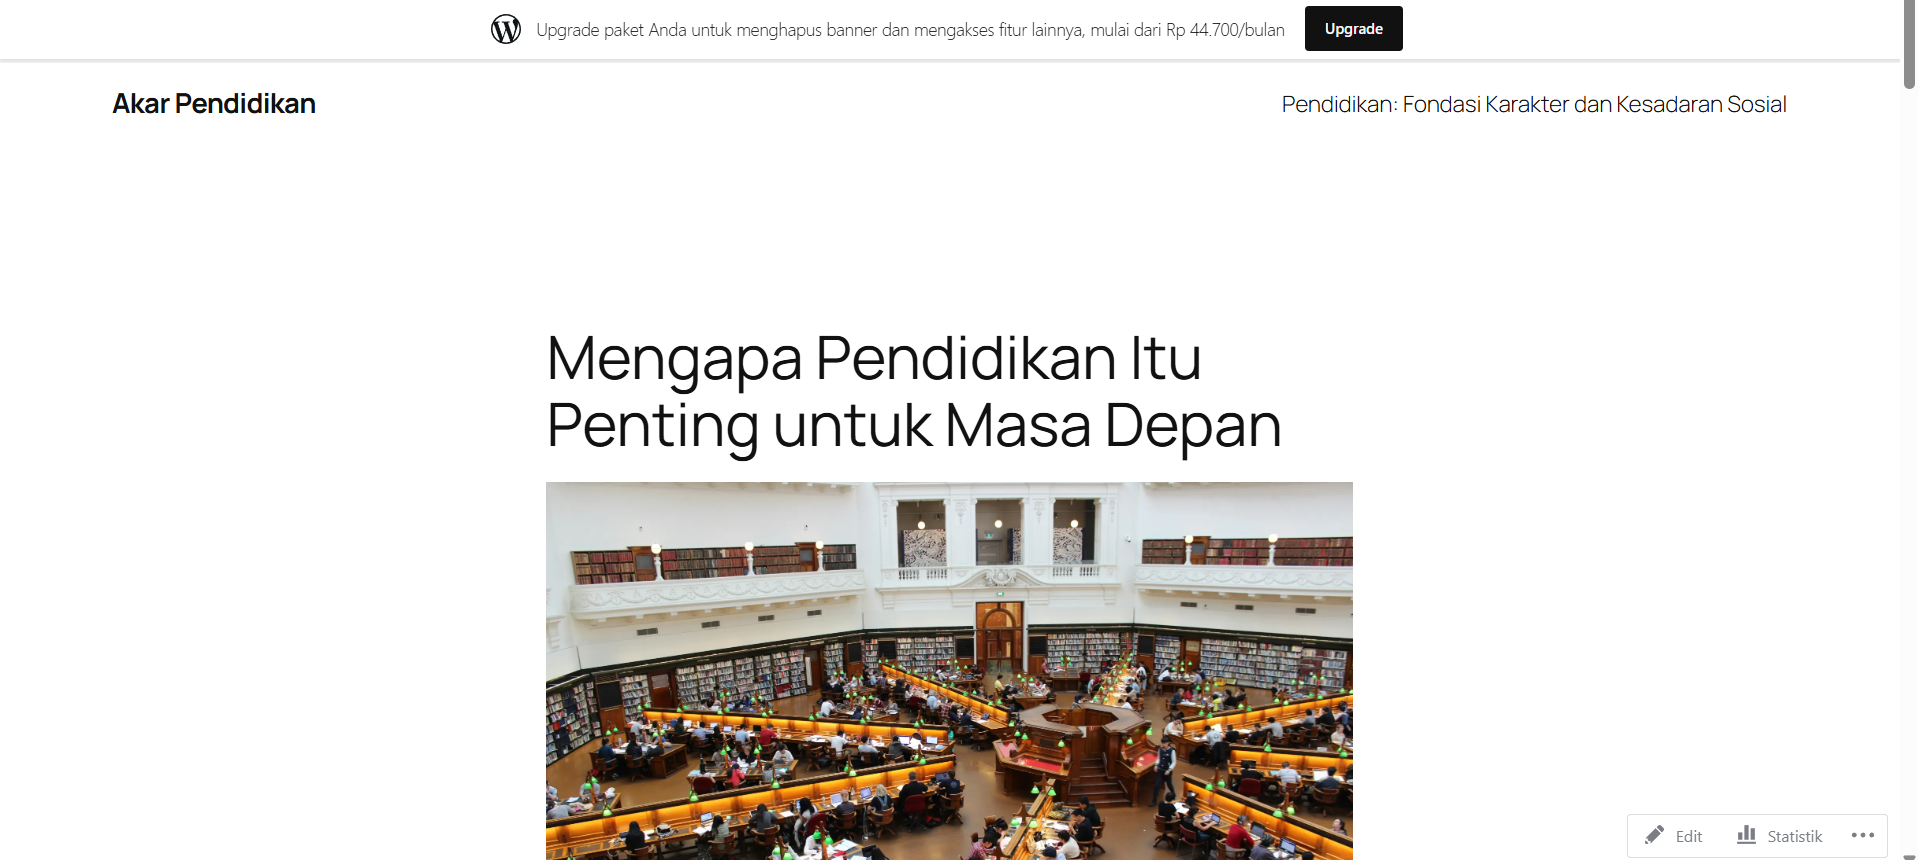 Upgrade paket Anda untuk menghapus banner dan mengakses fitur lainnya, mulai dari Rp 44.700/bulan
Upgrade
Akar Pendidikan
Pendidikan: Fondasi Karakter dan Kesadaran Sosial
Mengapa Pendidikan Itu
Penting untuk Masa Depan
Edit
Statistik